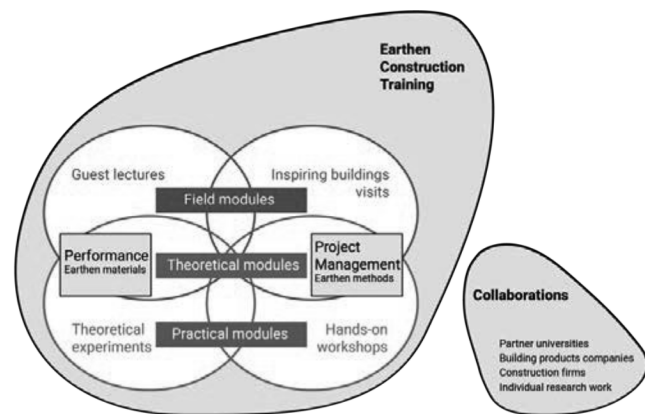 Earthen
Construction
Training
Guest lectures
Inspiring buildings
visits
Field modules
Performance
Earthen materials
Theoretical modules
Project
Management
Earthen methods
Theoretical
experiments
Practical modules
Hands-on
workshops
Collaborations
Partner universities
Building products companies
Construction firms
Individual research work